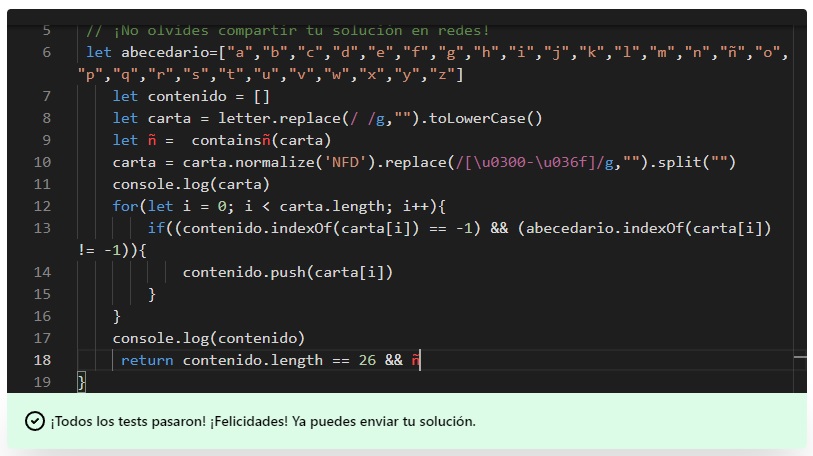 5 // ¡No olvides compartir tu solución en redes!
6 let abecedario=["a","b","c","d","e","f","g","h","i","j","k","l","m","n","ñ","o",
"p","q","r","s","t","u","v","w","x","y","z"]
7 let contenido = []
8 let carta = letter.replace(/ /g,"").toLowerCase()
9 let ñ =  containsñ(carta)
10 carta = carta.normalize('NFD').replace(/[\u0300-\u036f]/g,"").split("")
11 console.log(carta)
12 for(let i = 0; i < carta.length; i++){
13 if((contenido.indexOf(carta[i]) == -1) && (abecedario.indexOf(carta[i])
!= -1)){
14 contenido.push(carta[i])
15 }
16 }
17 console.log(contenido)
18 return contenido.length == 26 && ñ
19 }
¡Todos los tests pasaron! ¡Felicidades! Ya puedes enviar tu solución.